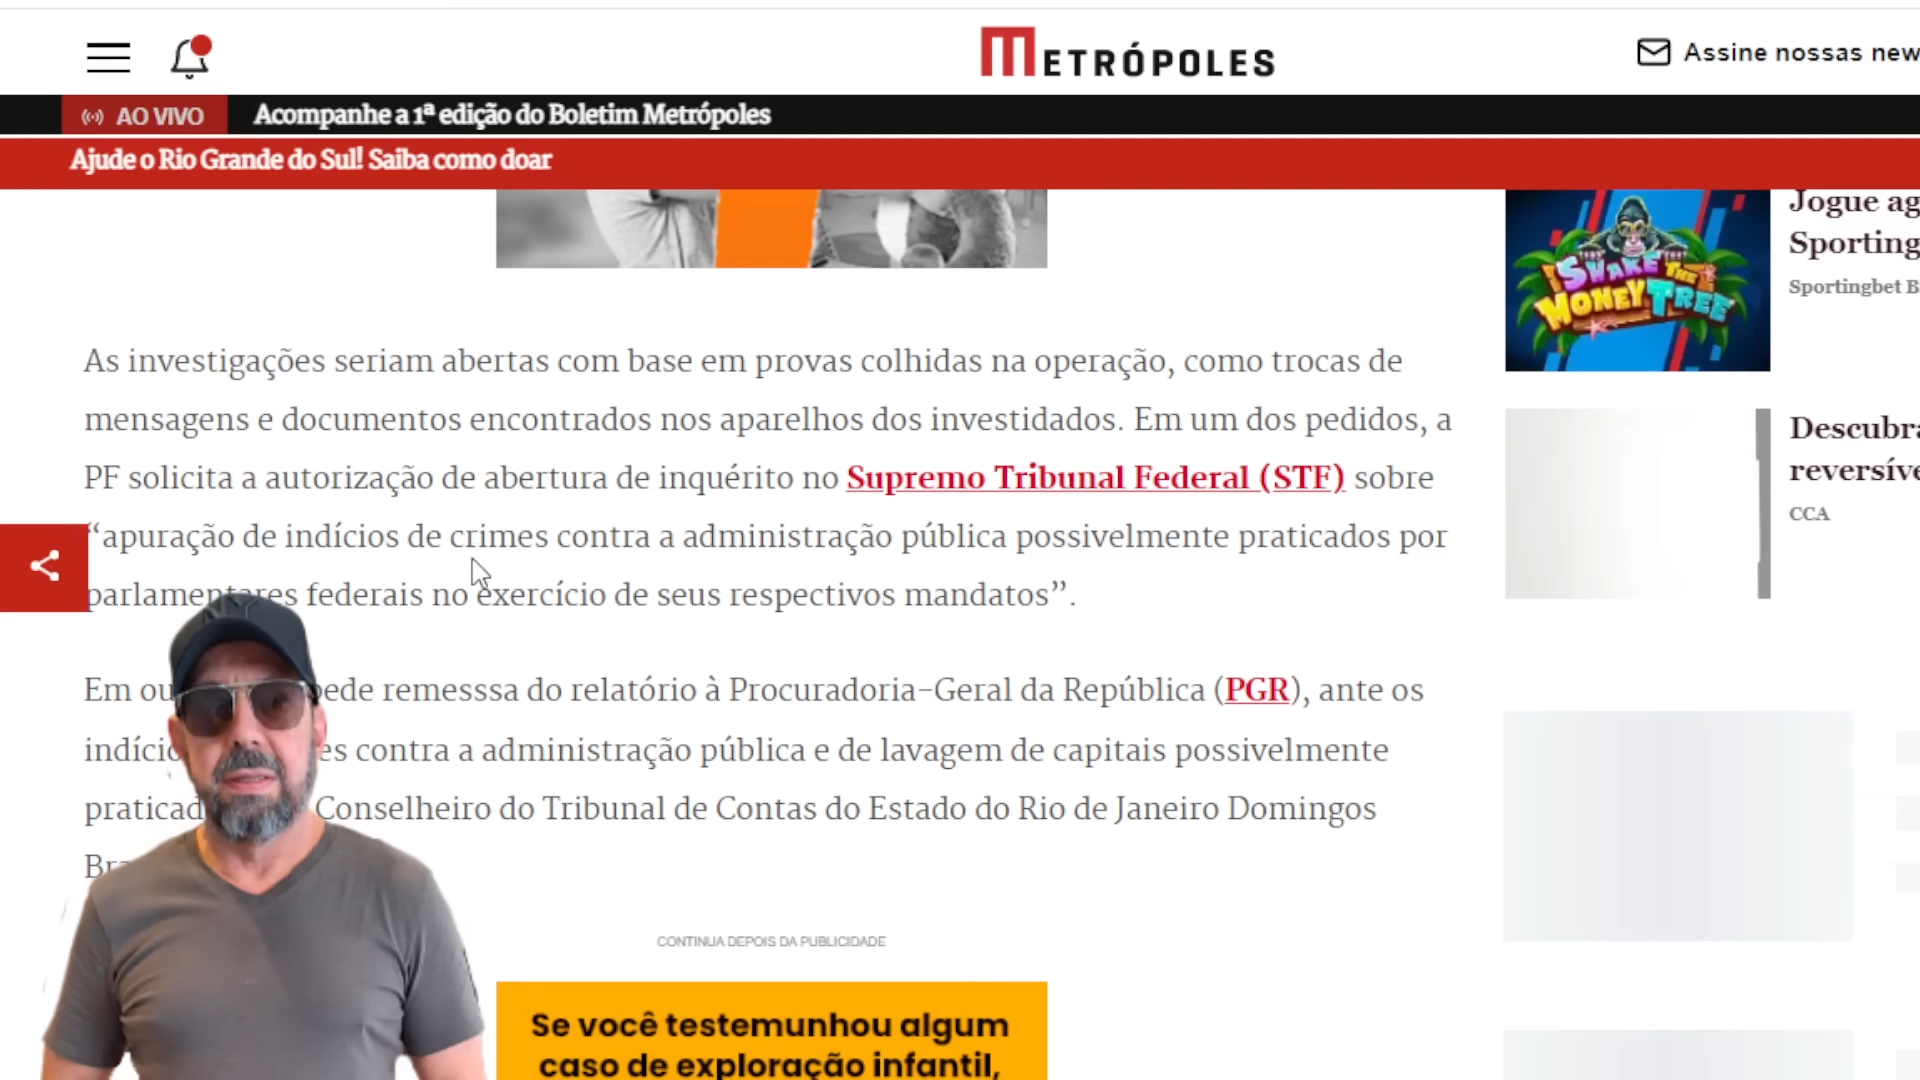 METRÓPOLES
Assine nossas new
AO VIVO
Acompanhe a 1ª edição do Boletim Metrópoles
Ajude o Rio Grande do Sul! Saiba como doar
As investigações seriam abertas com base em provas colhidas na operação, como trocas de
mensagens e documentos encontrados nos aparelhos dos investidados. Em um dos pedidos, a
PF solicita a autorização de abertura de inquérito no Supremo Tribunal Federal (STF) sobre
“apuração de indícios de crimes contra a administração pública possivelmente praticados por
parlamentares federais no exercício de seus respectivos mandatos”.
Em ou pede remesssa do relatório à Procuradoria-Geral da República (PGR), ante os
indício es contra a administração pública e de lavagem de capitais possivelmente
praticad Conselheiro do Tribunal de Contas do Estado do Rio de Janeiro Domingos
Bra
CONTINUA DEPOIS DA PUBLICIDADE
Se você testemunhou algum
caso de exploração infantil,
SHAKE THE
MONEY TREE
Jogue ag
Sporting
Sportingbet B
Descubra
reversíve
CCA